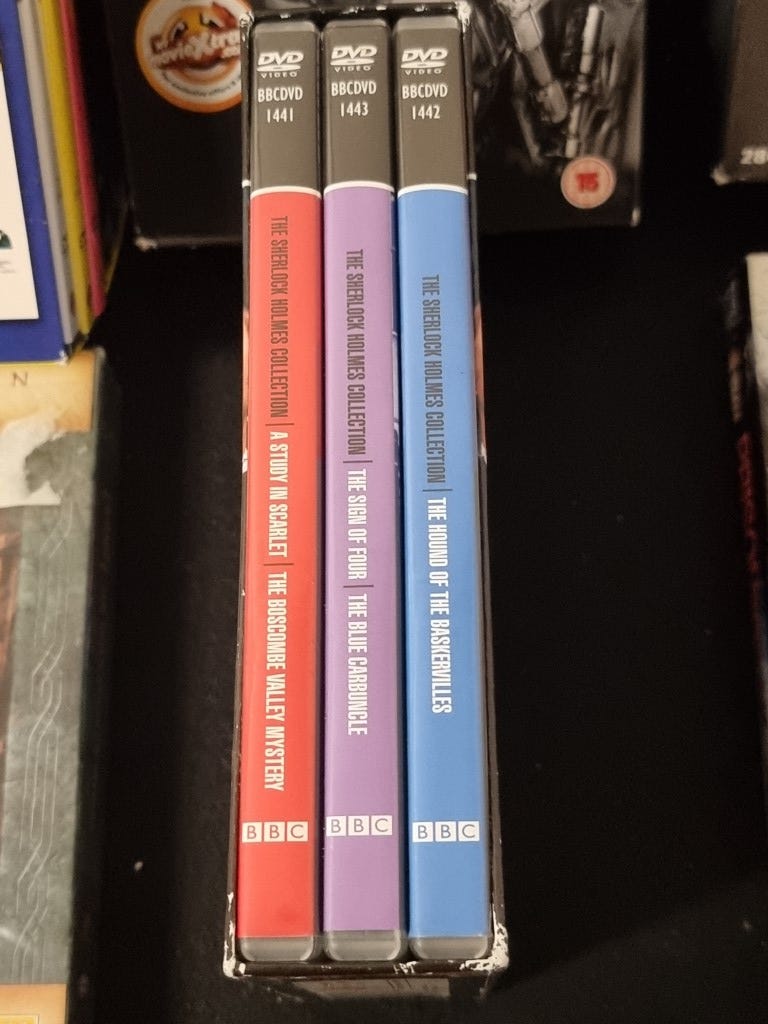 movieXtra
DVD
VIDEO
BBCDVD
1441
THE SHERLOCK HOLMES COLLECTION | A STUDY IN SCARLET | THE BOSCOMBE VALLEY MYSTERY
BBC
DVD
VIDEO
BBCDVD
1443
THE SHERLOCK HOLMES COLLECTION | THE SIGN OF FOUR | THE BLUE CARBUNCLE
BBC
DVD
VIDEO
BBCDVD
1442
THE SHERLOCK HOLMES COLLECTION | THE HOUND OF THE BASKERVILLES
BBC
15
28
N